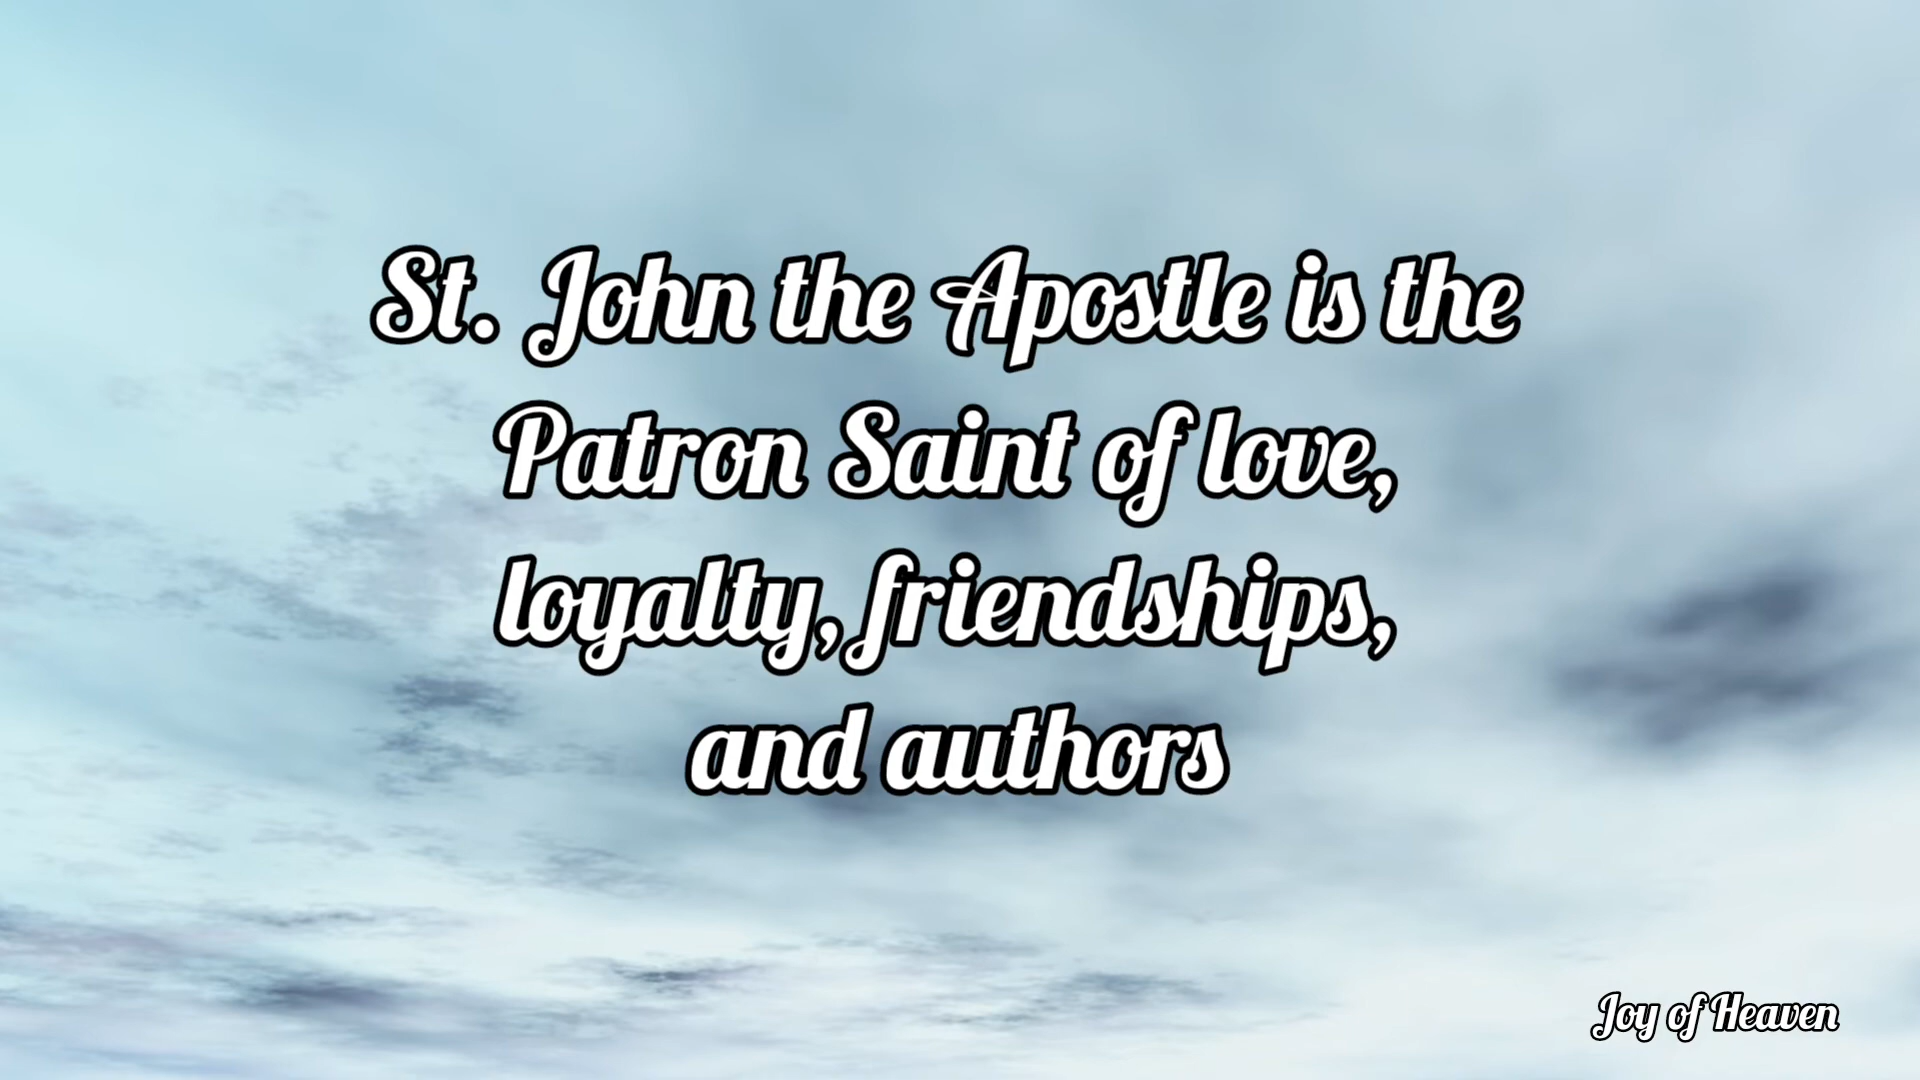 St. John the Apostle is the
Patron Saint of love,
loyalty, friendships,
and authors
Joy of Heaven